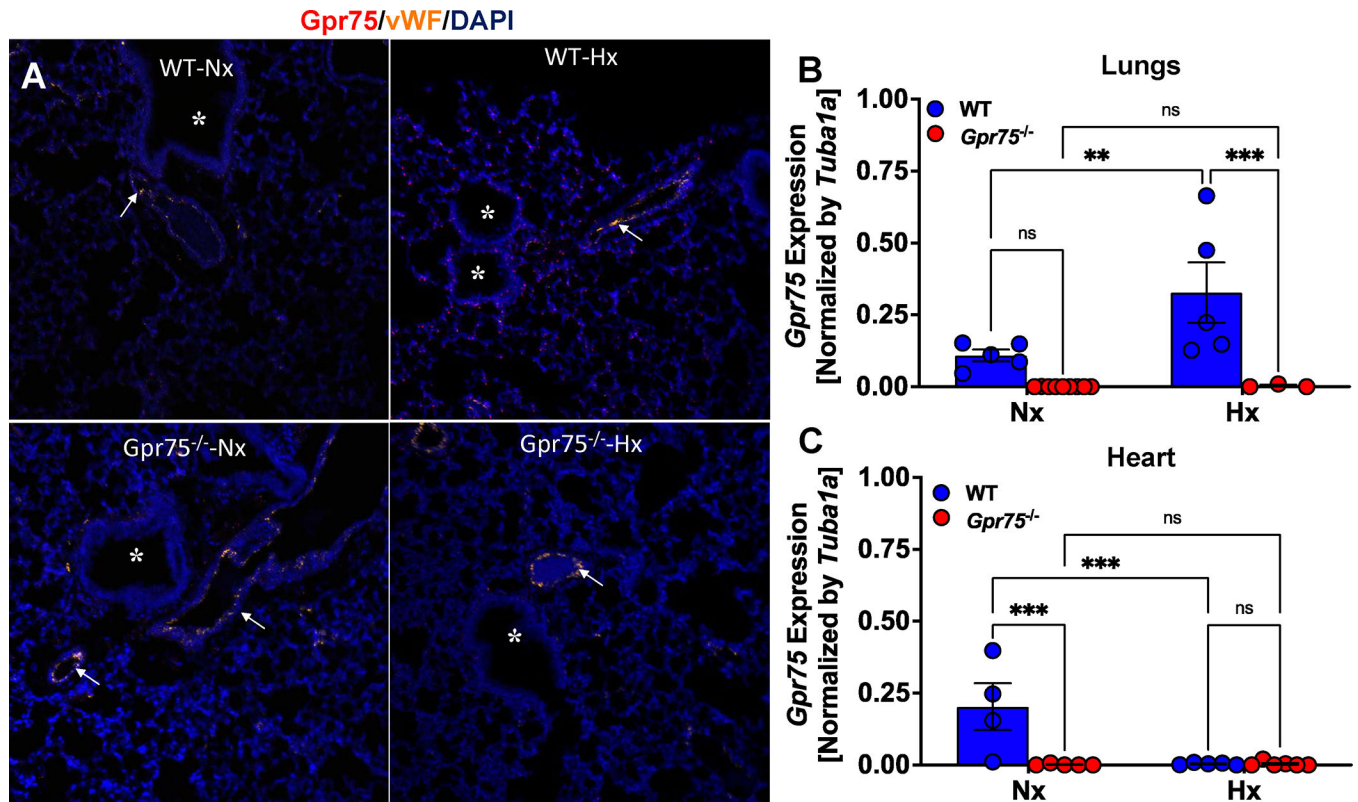 Gpr75/vWF/DAPI
A
WT-Nx
*
WT-Hx
*
*
Gpr75-/--Nx
*
Gpr75-/--Hx
*
B
Lungs
Gpr75 Expression
[Normalized by Tuba1a]
1.00
0.75
0.50
0.25
0.00
WT
Gpr75-/-
ns
**
***
ns
Nx
Hx
C
Heart
Gpr75 Expression
[Normalized by Tuba1a]
1.00
0.75
0.50
0.25
0.00
WT
Gpr75-/-
ns
***
***
ns
Nx
Hx